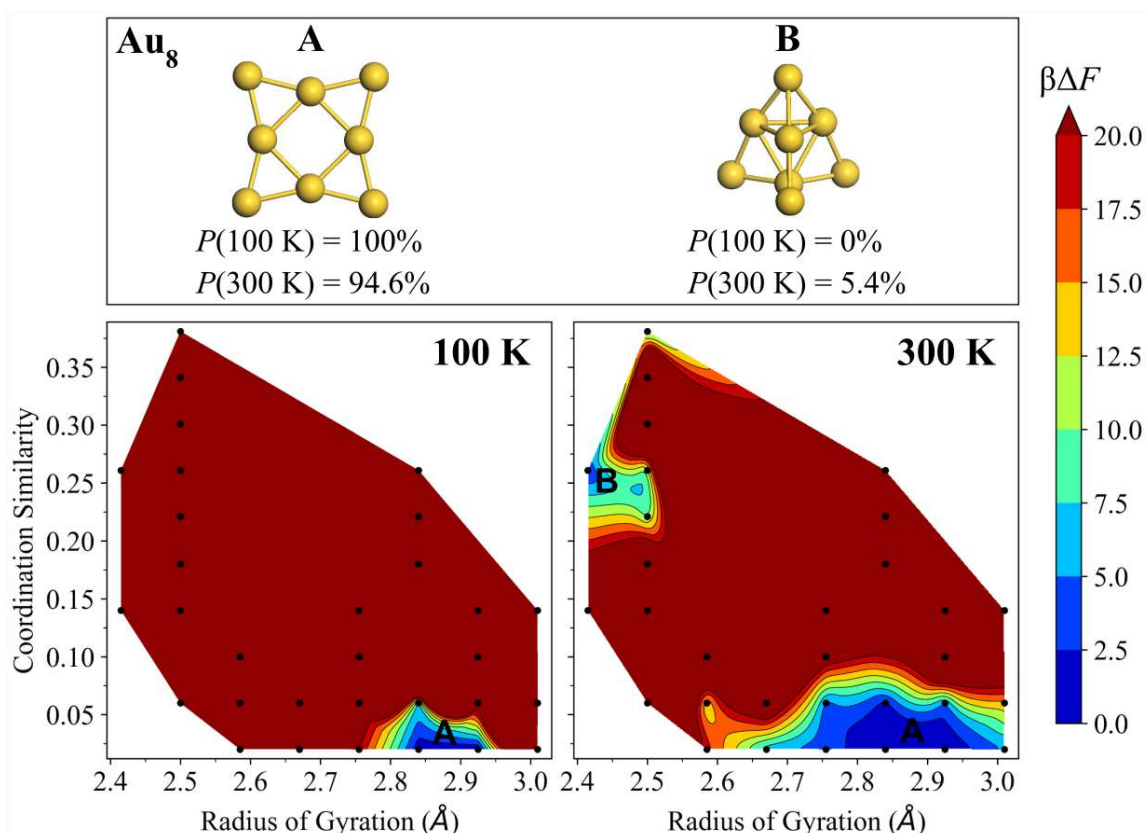 Au₈
A
B
P(100 K) = 100%
P(300 K) = 94.6%
P(100 K) = 0%
P(300 K) = 5.4%
βΔF
20.0
17.5
15.0
12.5
10.0
7.5
5.0
2.5
0.0
100 K
A
0.35
0.30
0.25
0.20
0.15
0.10
0.05
Coordination Similarity
2.4 2.5 2.6 2.7 2.8 2.9 3.0
Radius of Gyration (Å)
300 K
B
A
2.4 2.5 2.6 2.7 2.8 2.9 3.0
Radius of Gyration (Å)